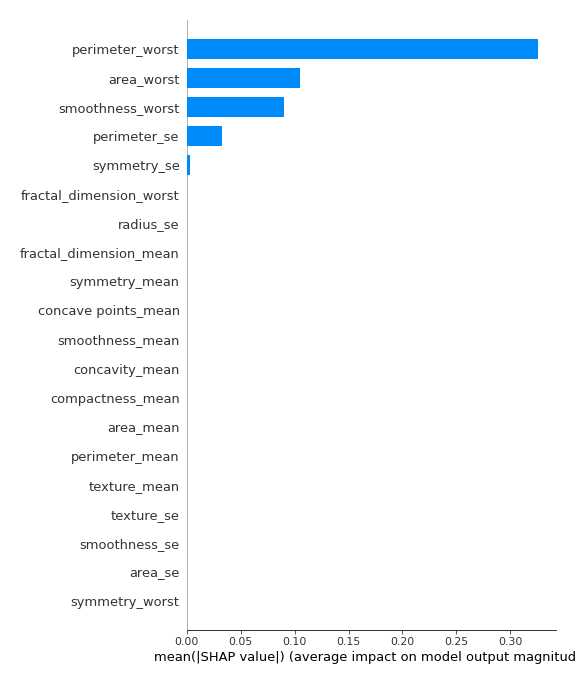 perimeter_worst
area_worst
smoothness_worst
perimeter_se
symmetry_se
fractal_dimension_worst
radius_se
fractal_dimension_mean
symmetry_mean
concave points_mean
smoothness_mean
concavity_mean
compactness_mean
area_mean
perimeter_mean
texture_mean
texture_se
smoothness_se
area_se
symmetry_worst
0.00 0.05 0.10 0.15 0.20 0.25 0.30
mean(|SHAP value|) (average impact on model output magnitud